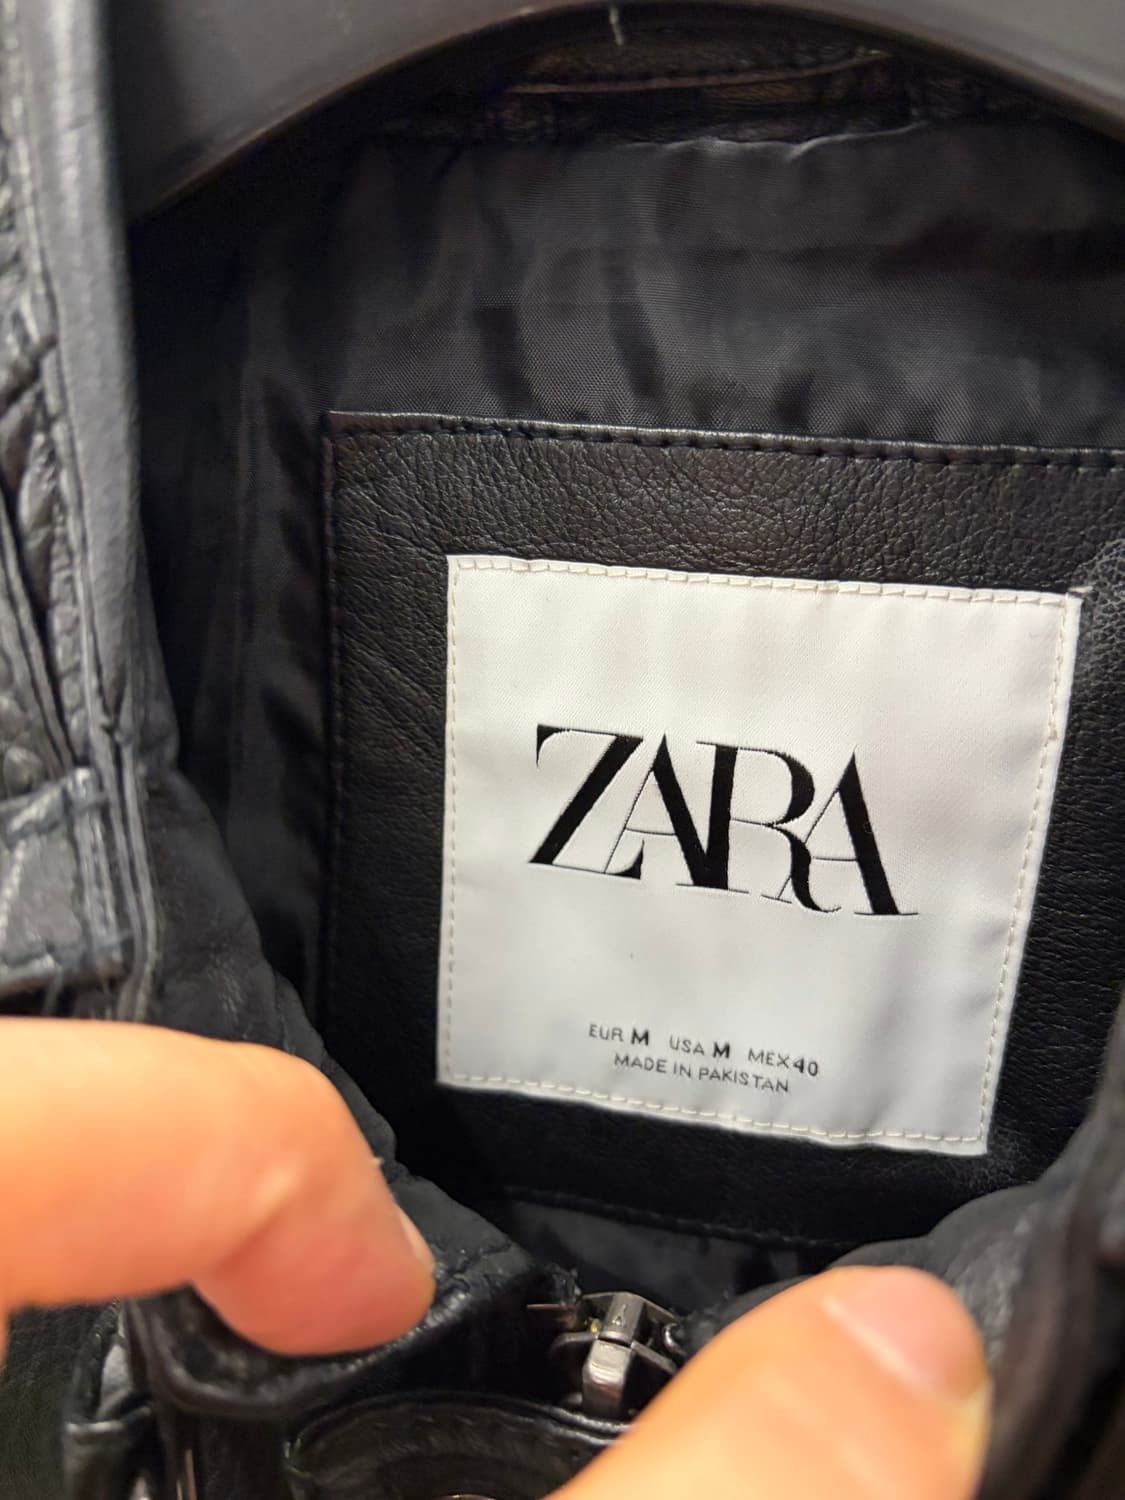 ZARA
EUR M USA M MEX 40
MADE IN PAKISTAN